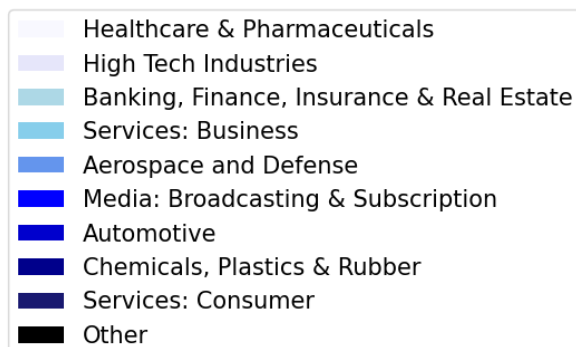 Healthcare & Pharmaceuticals
High Tech Industries
Banking, Finance, Insurance & Real Estate
Services: Business
Aerospace and Defense
Media: Broadcasting & Subscription
Automotive
Chemicals, Plastics & Rubber
Services: Consumer
Other